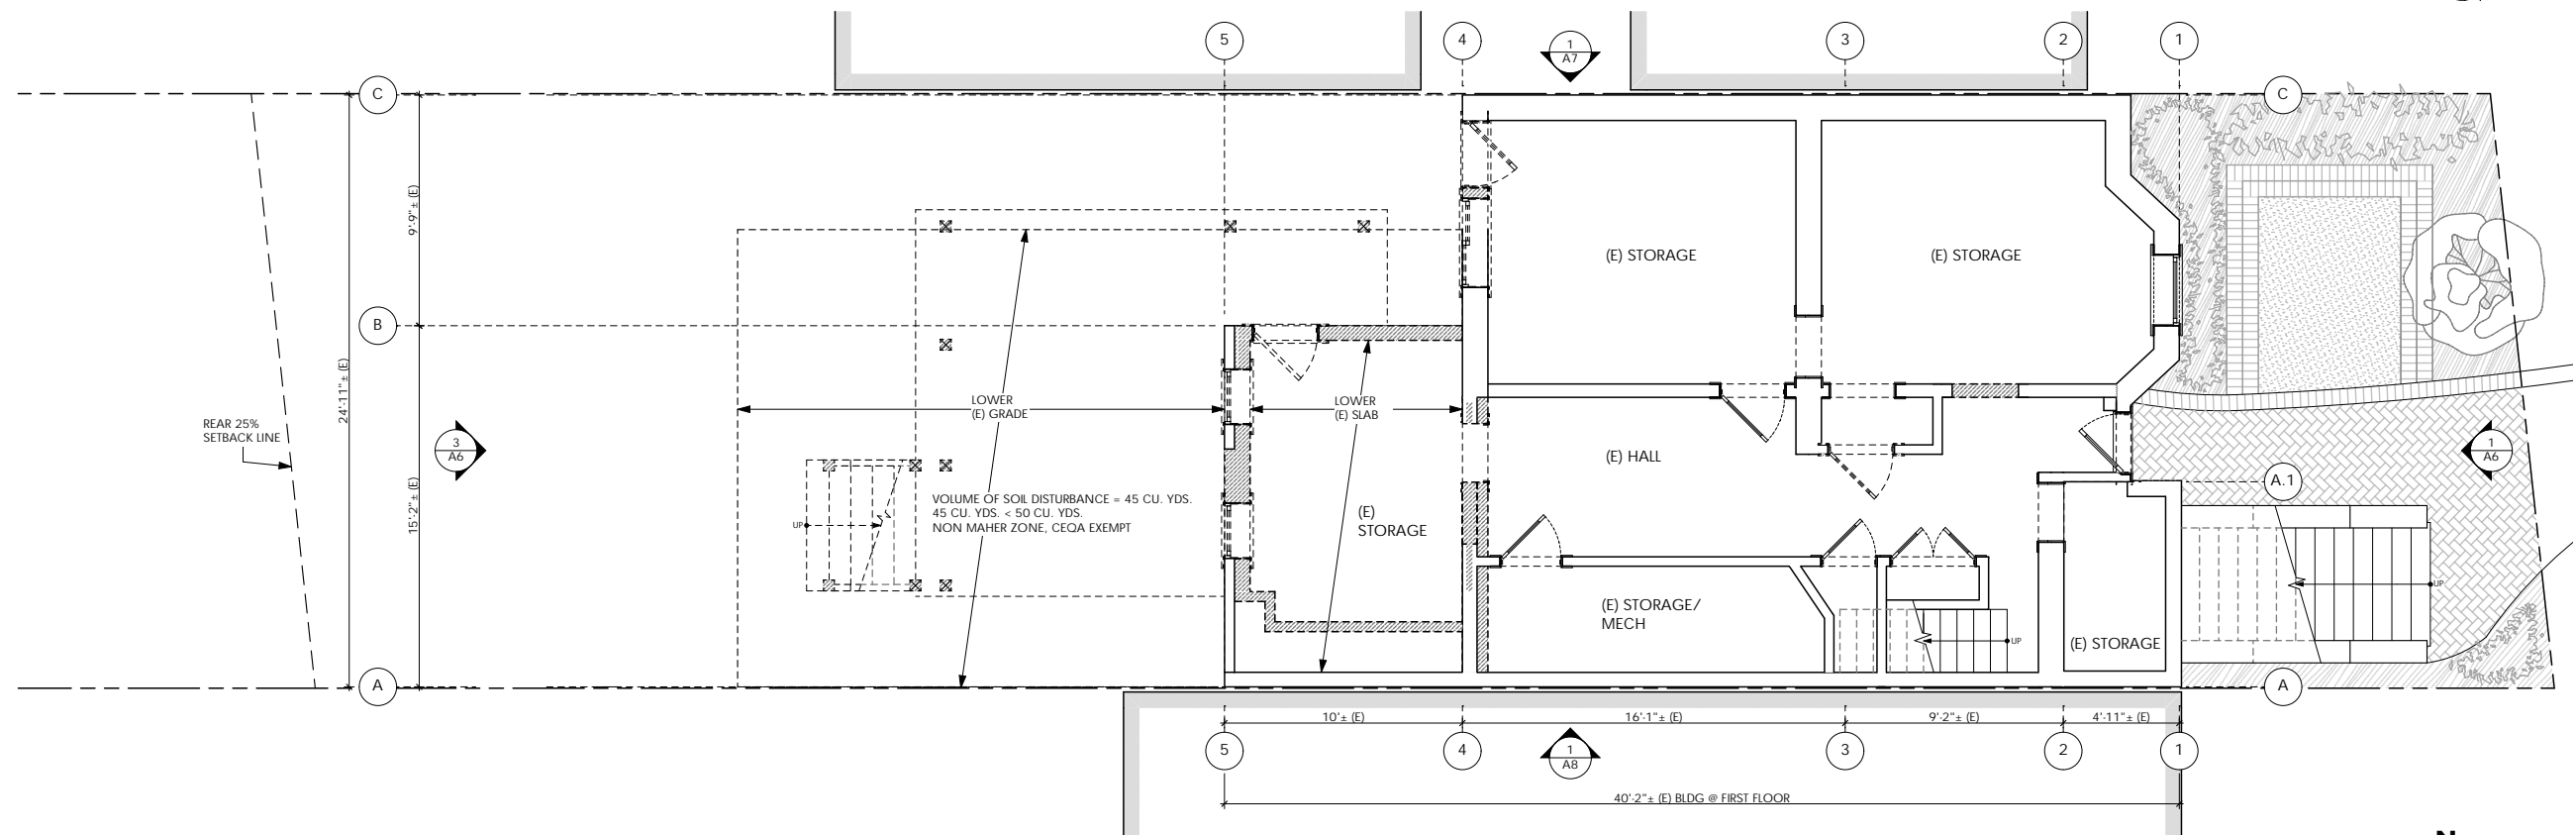 5
4
1
A7
3
2
1
C
C
9'-9"± (E)
(E) STORAGE
(E) STORAGE
B
24'-11"± (E)
LOWER
(E) GRADE
LOWER
(E) SLAB
REAR 25%
SETBACK LINE
3
A6
(E) HALL
1
A6
A.1
15'-2"± (E)
VOLUME OF SOIL DISTURBANCE = 45 CU. YDS.
45 CU. YDS. < 50 CU. YDS.
NON MAHER ZONE, CEQA EXEMPT
UP
(E)
STORAGE
UP
(E) STORAGE/
MECH
UP
(E) STORAGE
A
A
10'± (E)
16'-1"± (E)
9'-2"± (E)
4'-11"± (E)
5
4
1
A8
3
2
1
40'-2"± (E) BLDG @ FIRST FLOOR